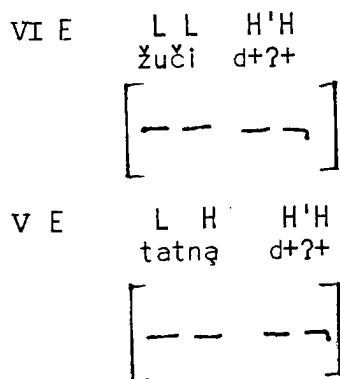 VI E L L H'H
žuči d+?+
V E L H H'H
tatną d+?+